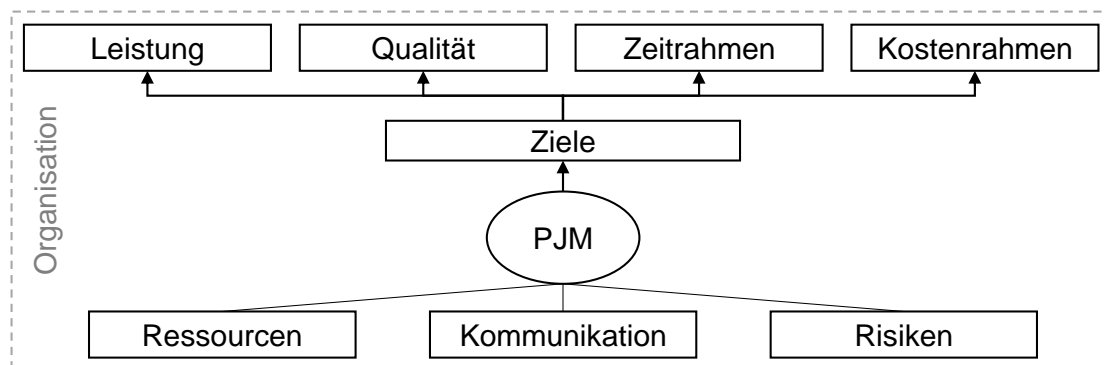 Leistung
Qualität
Zeitrahmen
Kostenrahmen
Organisation
Ziele
PJM
Ressourcen
Kommunikation
Risiken